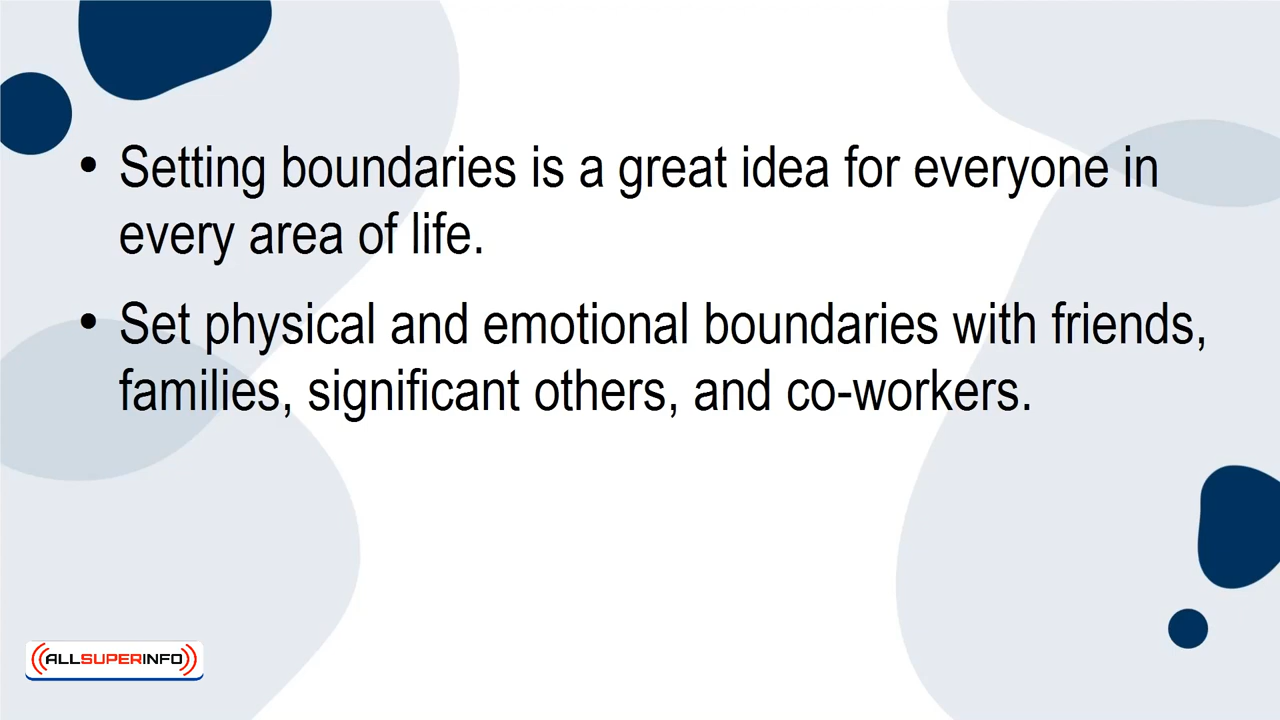 • Setting boundaries is a great idea for everyone in
every area of life.
• Set physical and emotional boundaries with friends,
families, significant others, and co-workers.
ALLSUPERINFO